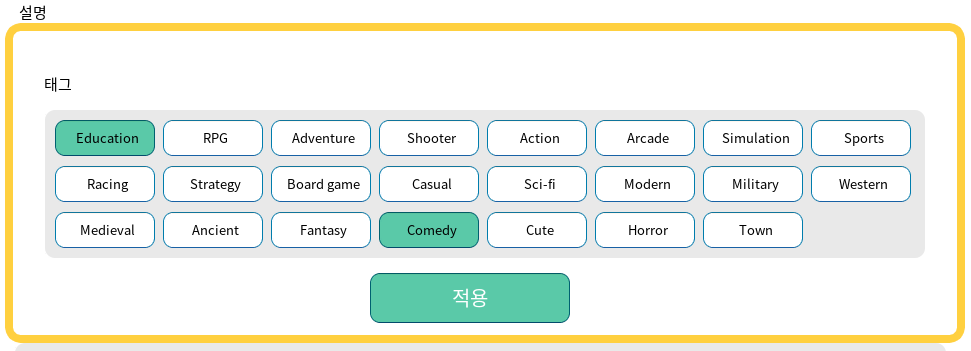 설명
태그
Education RPG Adventure Shooter Action Arcade Simulation Sports
Racing Strategy Board game Casual Sci-fi Modern Military Western
Medieval Ancient Fantasy Comedy Cute Horror Town
적용